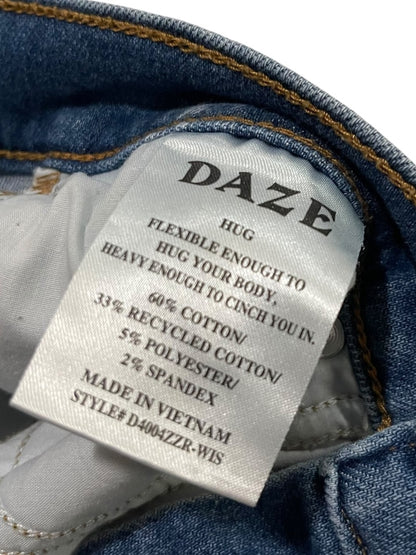 DAZE
HUG
FLEXIBLE ENOUGH TO
HUG YOUR BODY,
HEAVY ENOUGH TO CINCH YOU IN.
60% COTTON/
33% RECYCLED COTTON/
5% POLYESTER/
2% SPANDEX
MADE IN VIETNAM
STYLE# D4004ZZR-WIS